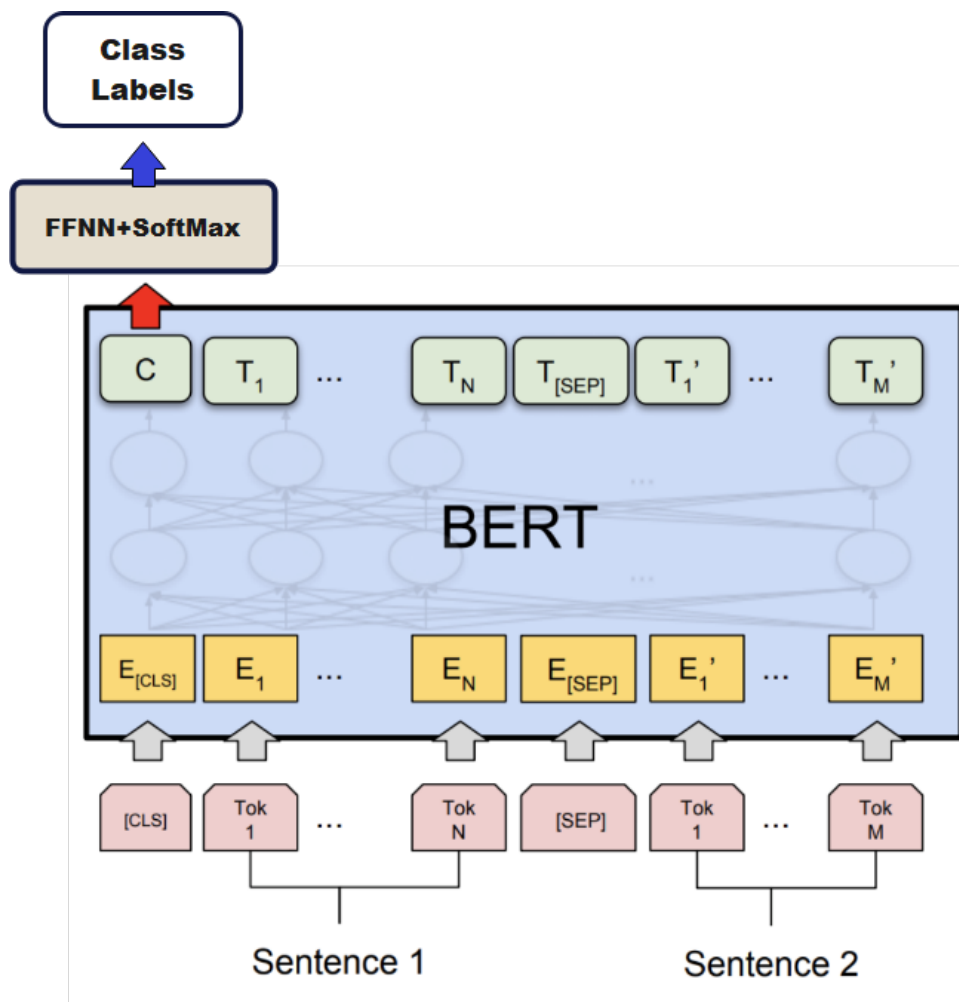 Class
Labels
FFNN+SoftMax
C T1 ... TN T[SEP] T1' ... TM'
...
BERT
...
E[CLS] E1 ... EN E[SEP] E1' ... EM'
[CLS] Tok 1 ... Tok N [SEP] Tok 1 ... Tok M
Sentence 1 Sentence 2